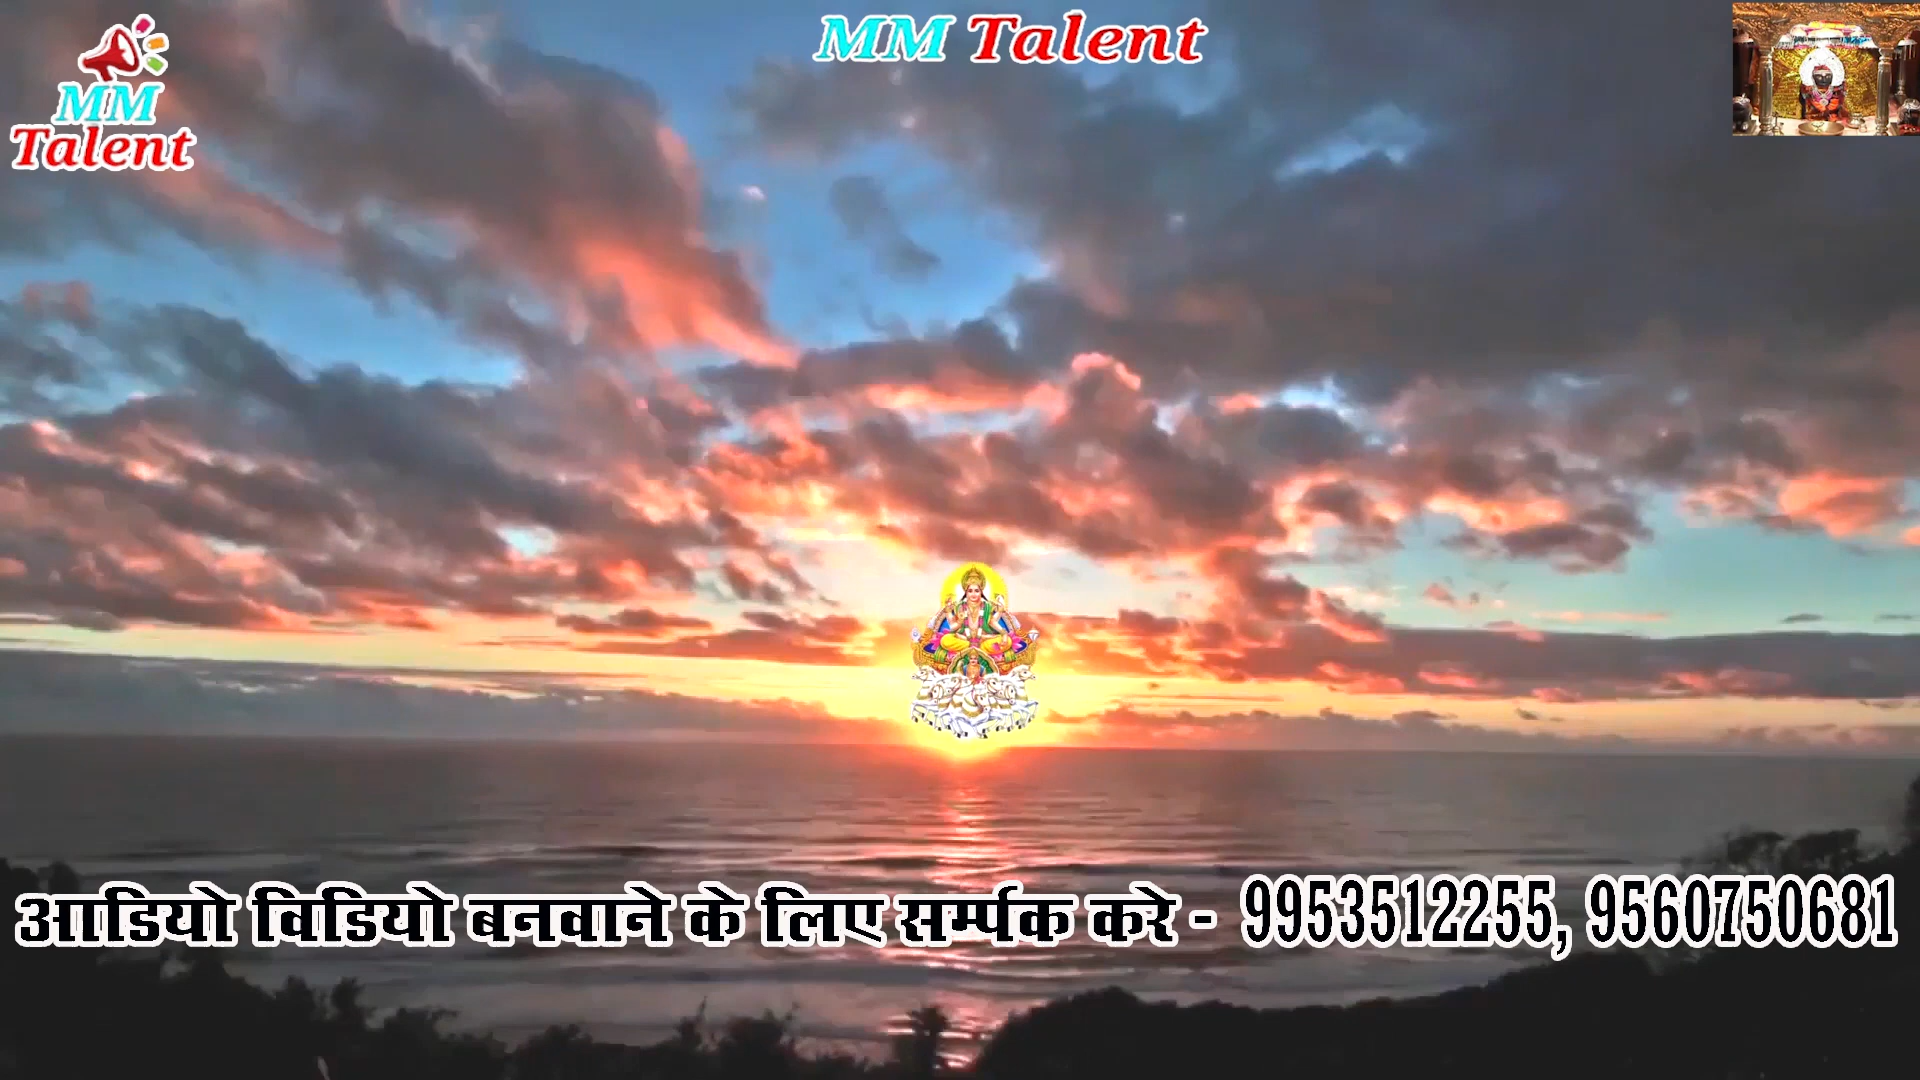 MM Talent
MM
Talent
आडियो विडियो बनवाने के लिए सर्म्पक करे - 9953512255, 9560750681